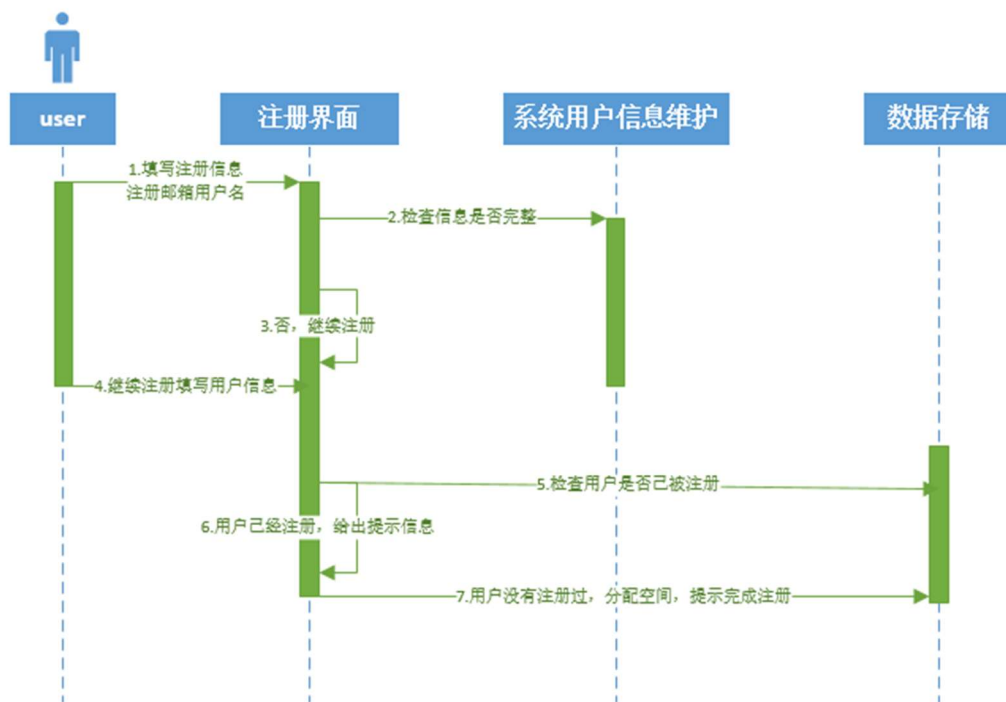 user
注册界面
系统用户信息维护
数据存储
1.填写注册信息
注册邮箱用户名
2.检查信息是否完整
3.否，继续注册
4.继续注册填写用户信息
5.检查用户是否已被注册
6.用户已经注册，给出提示信息
7.用户没有注册过，分配空间，提示完成注册